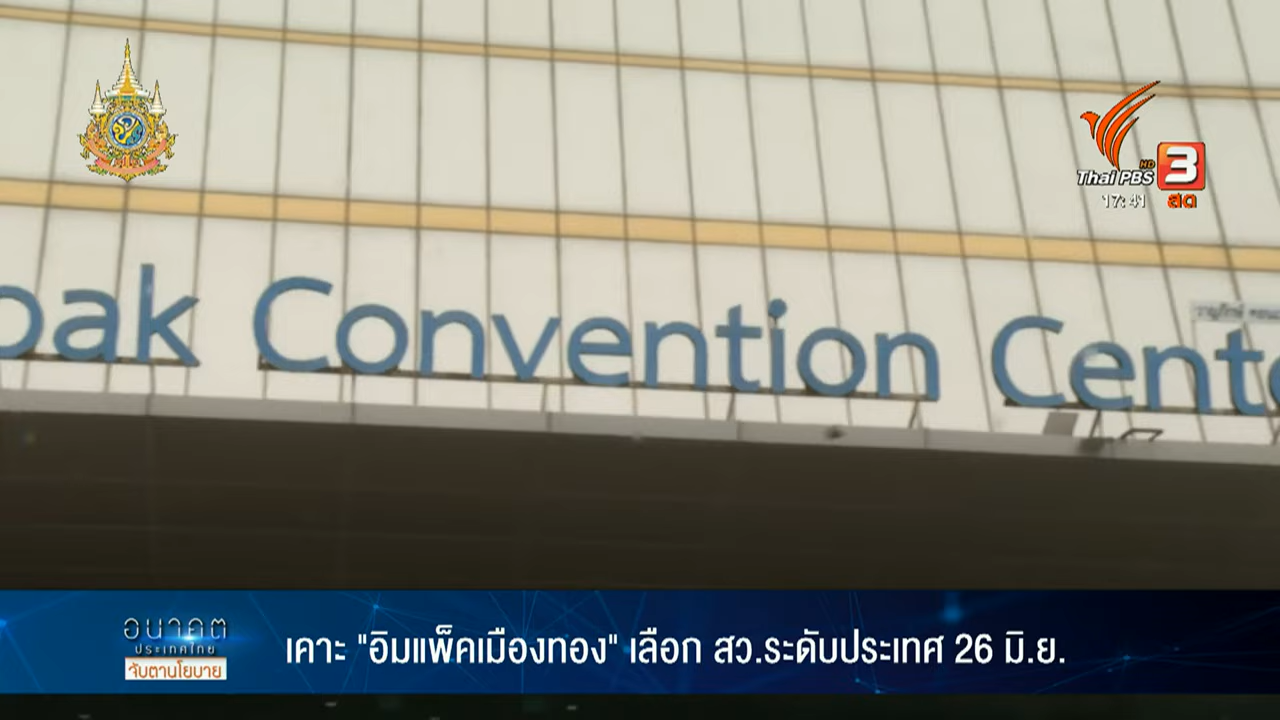 Thai PBS HD 3
17:41 สด
pak Convention Cente
อนาคต
ประเทศไทย
จับตานโยบาย
เคาะ "อิมแพ็คเมืองทอง" เลือก สว.ระดับประเทศ 26 มิ.ย.